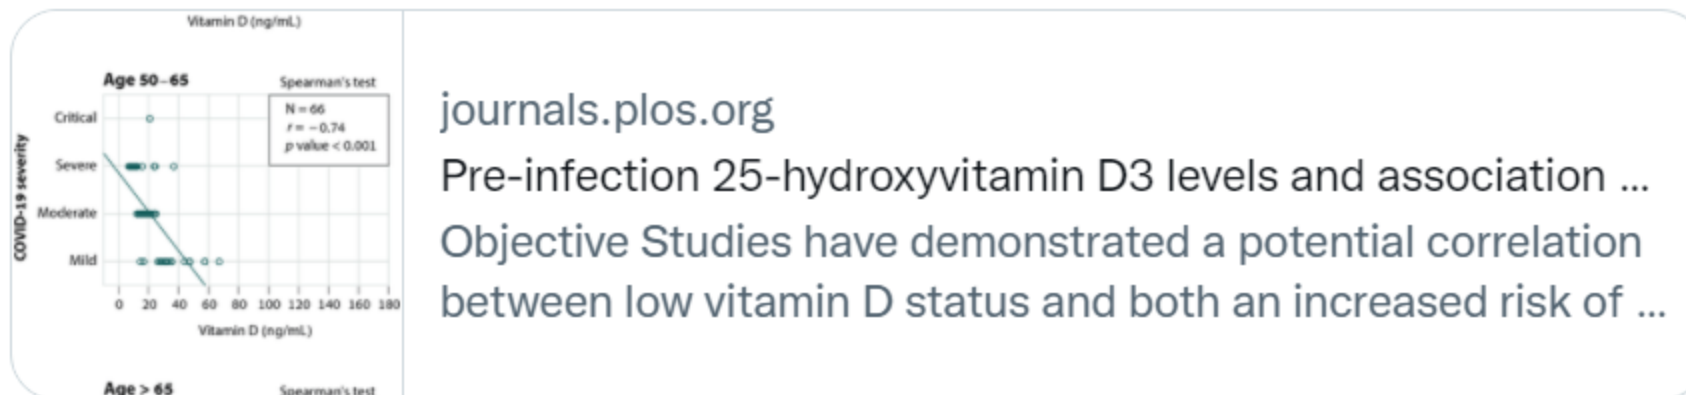 Vitamin D (ng/mL)
Age 50–65
Spearman's test
N = 66
r = −0.74
p value < 0.001
COVID-19 severity
Critical
Severe
Moderate
Mild
0 20 40 60 80 100 120 140 160 180
Vitamin D (ng/mL)
Age > 65
Spearman's test
journals.plos.org
Pre-infection 25-hydroxyvitamin D3 levels and association ...
Objective Studies have demonstrated a potential correlation
between low vitamin D status and both an increased risk of ...